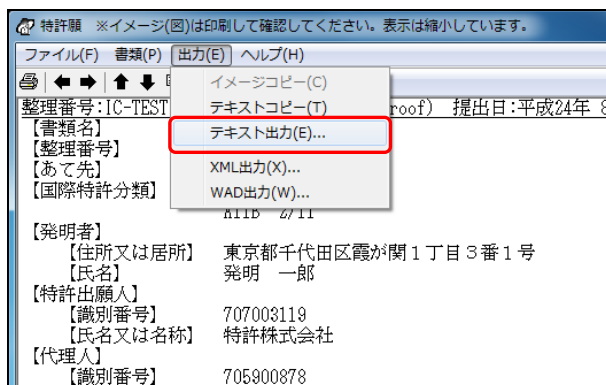 特許願 ※イメージ(図)は印刷して確認してください。表示は縮小しています。
ファイル(F) 書類(P) 出力(E) ヘルプ(H)
イメージコピー(C)
テキストコピー(T)
テキスト出力(E)...
XML出力(X)...
WAD出力(W)...
整理番号:IC-TEST roof) 提出日:平成24年 8
【書類名】
【整理番号】
【あて先】
【国際特許分類】
A11B 2/11
【発明者】
【住所又は居所】 東京都千代田区霞が関1丁目3番1号
【氏名】 発明 一郎
【特許出願人】
【識別番号】 707003119
【氏名又は名称】 特許株式会社
【代理人】
【識別番号】 705900878